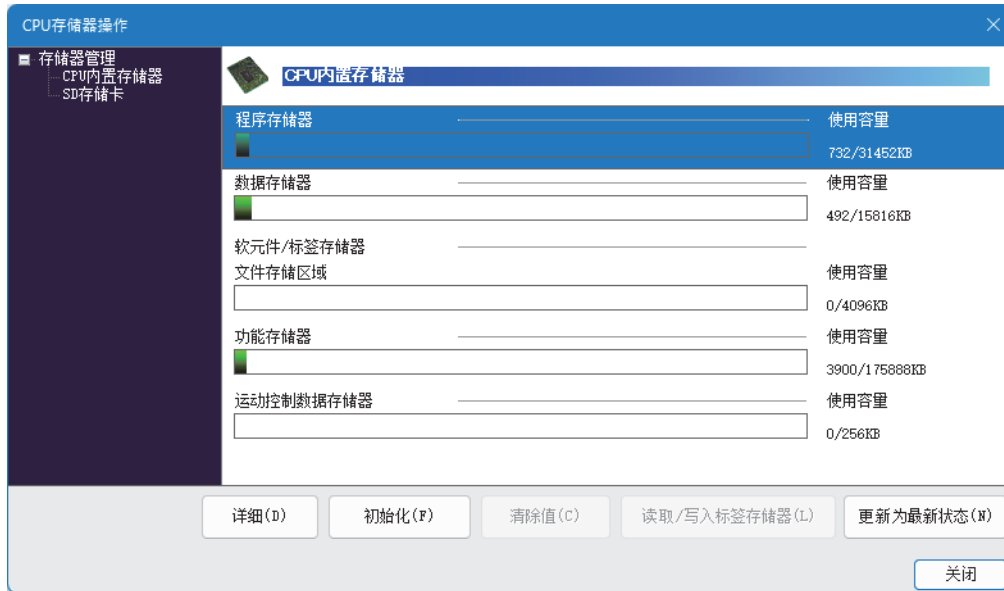 CPU存储器操作
存储器管理
CPU内置存储器
SD存储卡
CPU内置存储器
程序存储器
使用容量
732/31452KB
数据存储器
使用容量
492/15816KB
软元件/标签存储器
文件存储区域
使用容量
0/4096KB
功能存储器
使用容量
3900/175888KB
运动控制数据存储器
使用容量
0/256KB
详细(D) 初始化(F) 清除值(C) 读取/写入标签存储器(L) 更新为最新状态(N)
关闭